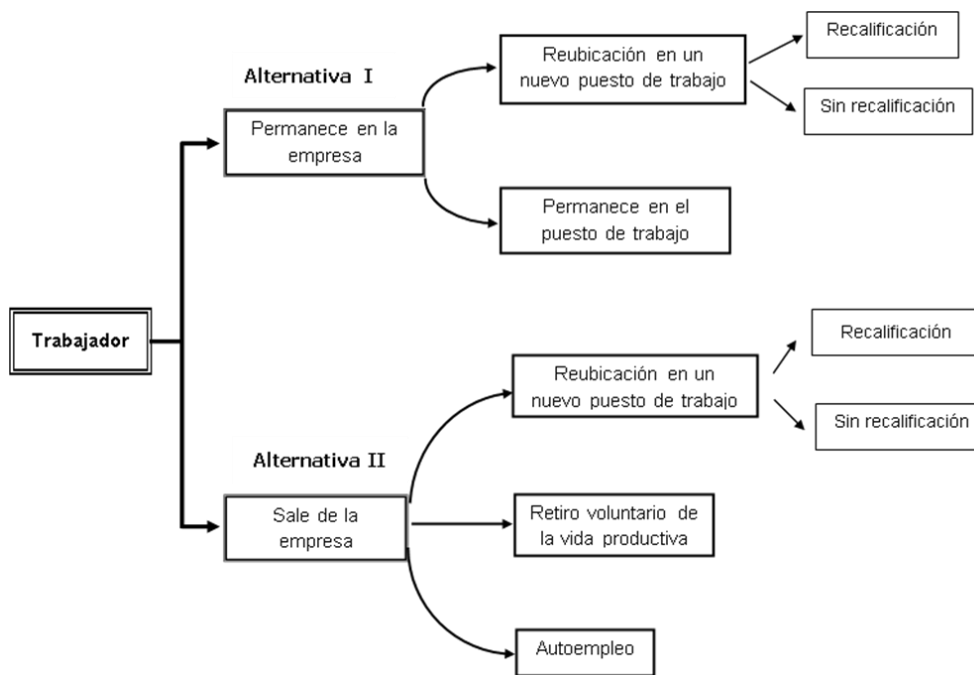 Recalificación
Reubicación en un
nuevo puesto de trabajo
Alternativa I
Sin recalificación
Permanece en la
empresa
Permanece en el
puesto de trabajo
Trabajador
Recalificación
Reubicación en un
nuevo puesto de trabajo
Sin recalificación
Alternativa II
Sale de la
empresa
Retiro voluntario de
la vida productiva
Autoempleo